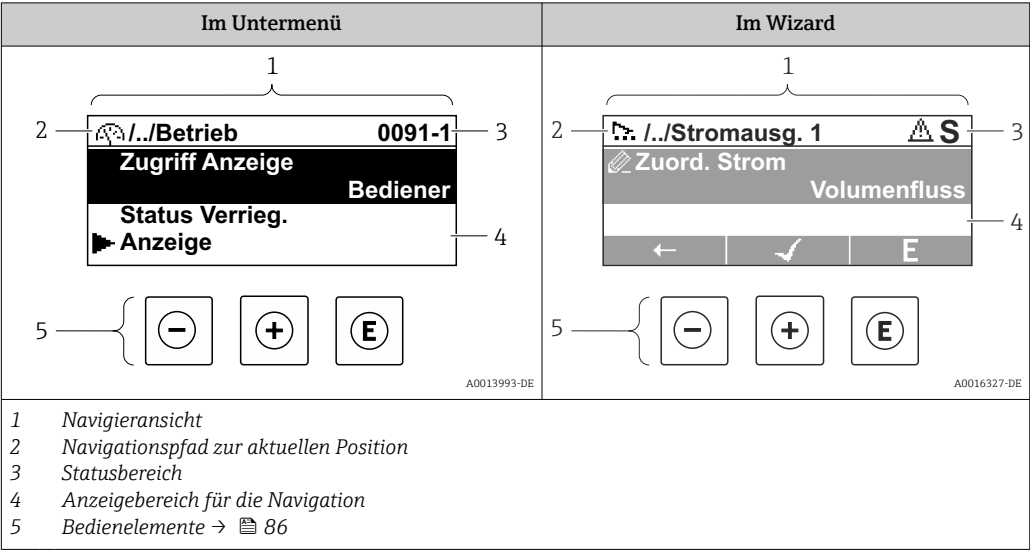 Im Untermenü
Im Wizard
1
2
/../Betrieb 0091-1
3
Zugriff Anzeige
Bediener
Status Verrieg.
Anzeige
4
5
- + E
A0013993-DE
1
2
/../Stromausg. 1 S
3
Zuord. Strom
Volumenfluss
4
← ✓ E
5
- + E
A0016327-DE
1 Navigieransicht
2 Navigationspfad zur aktuellen Position
3 Statusbereich
4 Anzeigebereich für die Navigation
5 Bedienelemente → 86